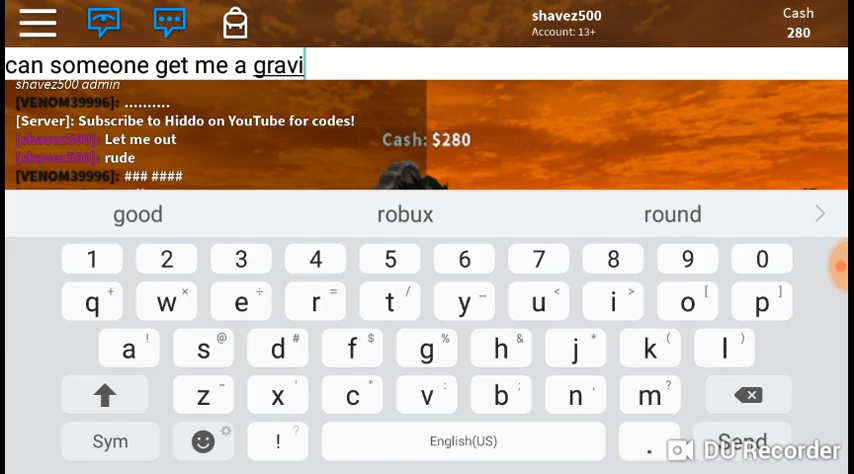 shavez500
Account: 13+
Cash
280
can someone get me a gravi
shavez500 admin
[VENOM39996]: ..........
[Server]: Subscribe to Hiddo on YouTube for codes!
[shavez500]: Let me out
[shavez500]: rude
[VENOM39996]: ### ####
Cash: $280
good robux round
1 2 3 4 5 6 7 8 9 0
q + w × e ÷ r = t / y _ u < i > o [ p ]
a ! s @ d # f $ g % h & j * k ( l )
z - x ' c " v : b ; n , m ?
Sym ! ? English(US) . Send
DU Recorder